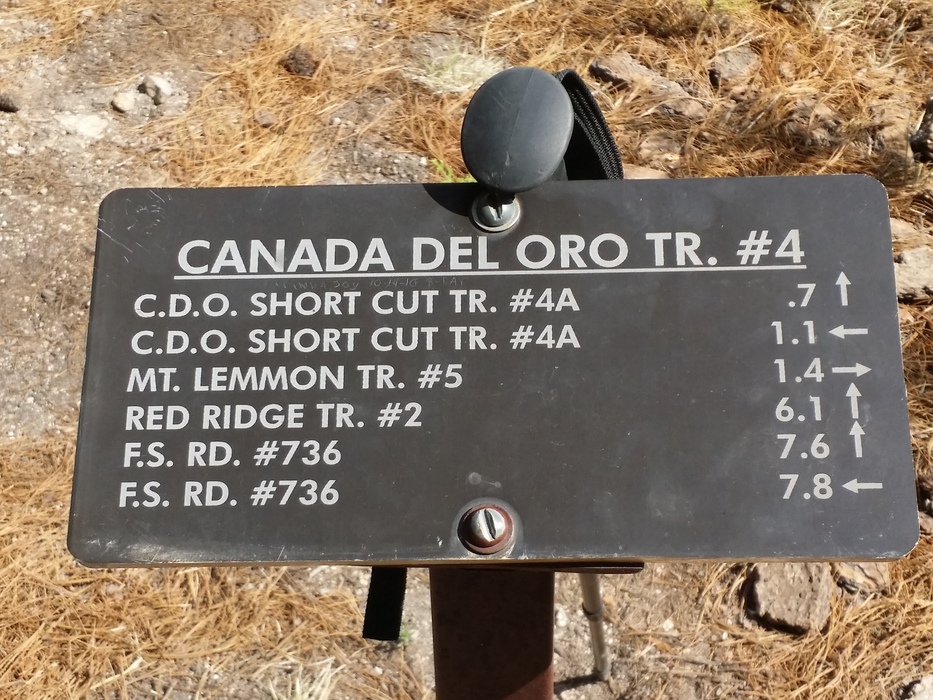 CANADA DEL ORO TR. #4
C.D.O. SHORT CUT TR. #4A .7 ↑
C.D.O. SHORT CUT TR. #4A 1.1 ←
MT. LEMMON TR. #5 1.4 →
RED RIDGE TR. #2 6.1 ↑
F.S. RD. #736 7.6 ↑
F.S. RD. #736 7.8 ←